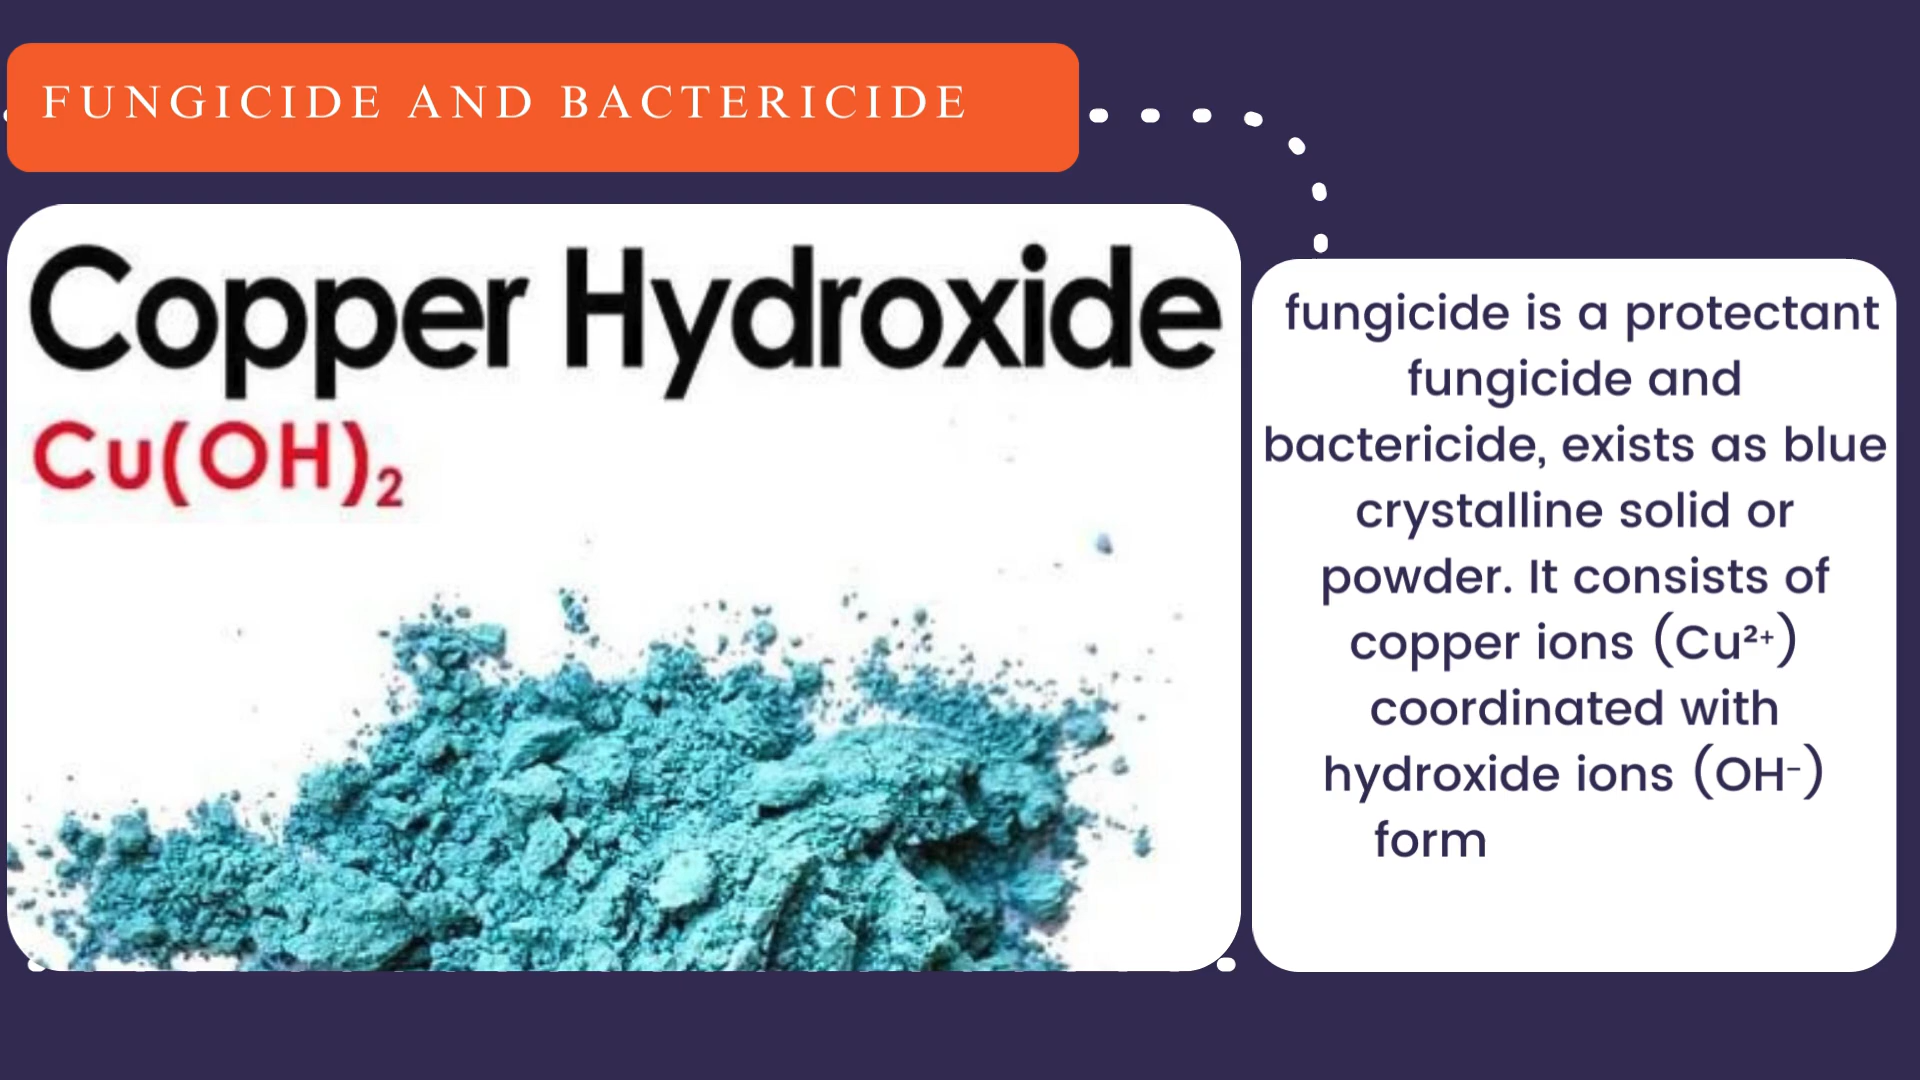 FUNGICIDE AND BACTERICIDE
Copper Hydroxide
Cu(OH)₂
fungicide is a protectant
fungicide and
bactericide, exists as blue
crystalline solid or
powder. It consists of
copper ions (Cu²⁺)
coordinated with
hydroxide ions (OH⁻)
form